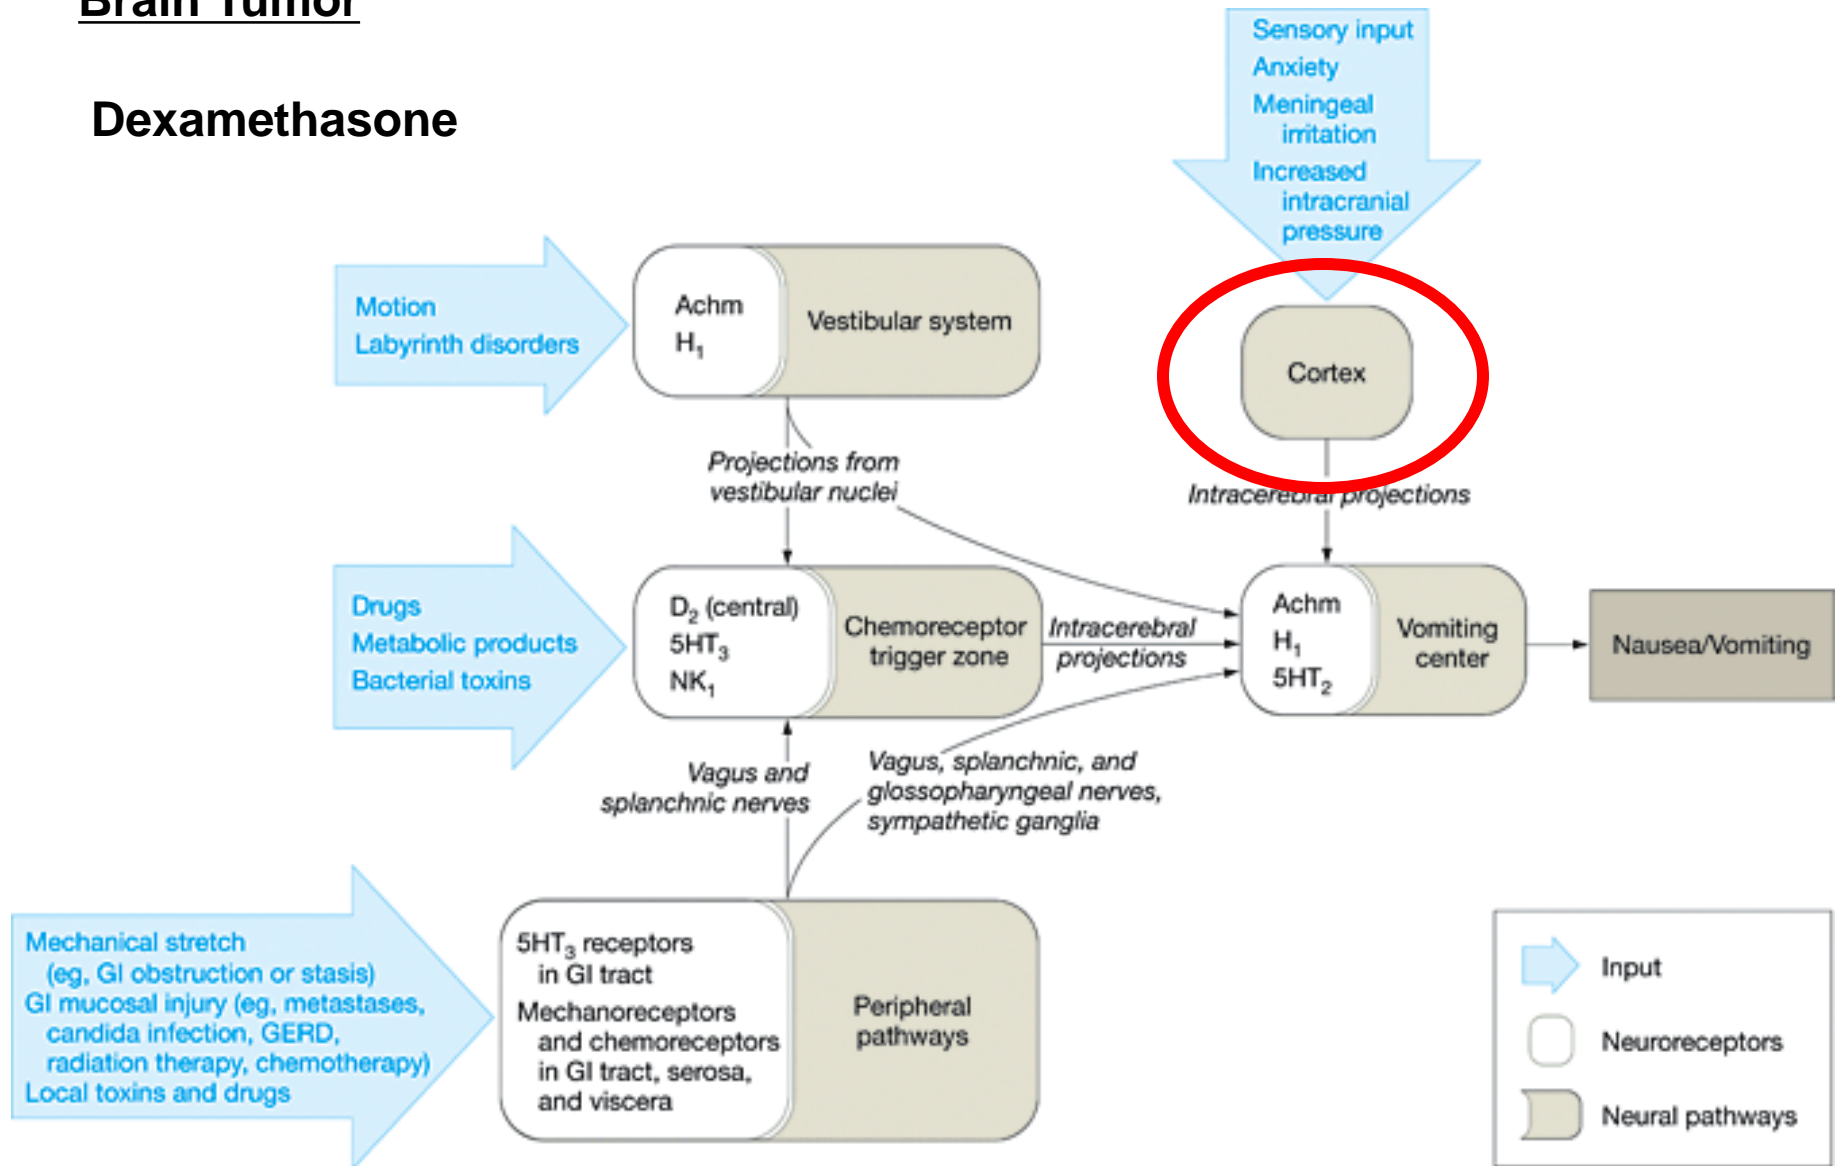 Brain Tumor
Dexamethasone
Sensory input
Anxiety
Meningeal
irritation
Increased
intracranial
pressure
Motion
Labyrinth disorders
Achm
H1
Vestibular system
Cortex
Projections from
vestibular nuclei
Intracerebral projections
Drugs
Metabolic products
Bacterial toxins
D2 (central)
5HT3
NK1
Chemoreceptor
trigger zone
Intracerebral
projections
Achm
H1
5HT2
Vomiting
center
Nausea/Vomiting
Vagus and
splanchnic nerves
Vagus, splanchnic, and
glossopharyngeal nerves,
sympathetic ganglia
Mechanical stretch
(eg, GI obstruction or stasis)
GI mucosal injury (eg, metastases,
candida infection, GERD,
radiation therapy, chemotherapy)
Local toxins and drugs
5HT3 receptors
in GI tract
Mechanoreceptors
and chemoreceptors
in GI tract, serosa,
and viscera
Peripheral
pathways
Input
Neuroreceptors
Neural pathways